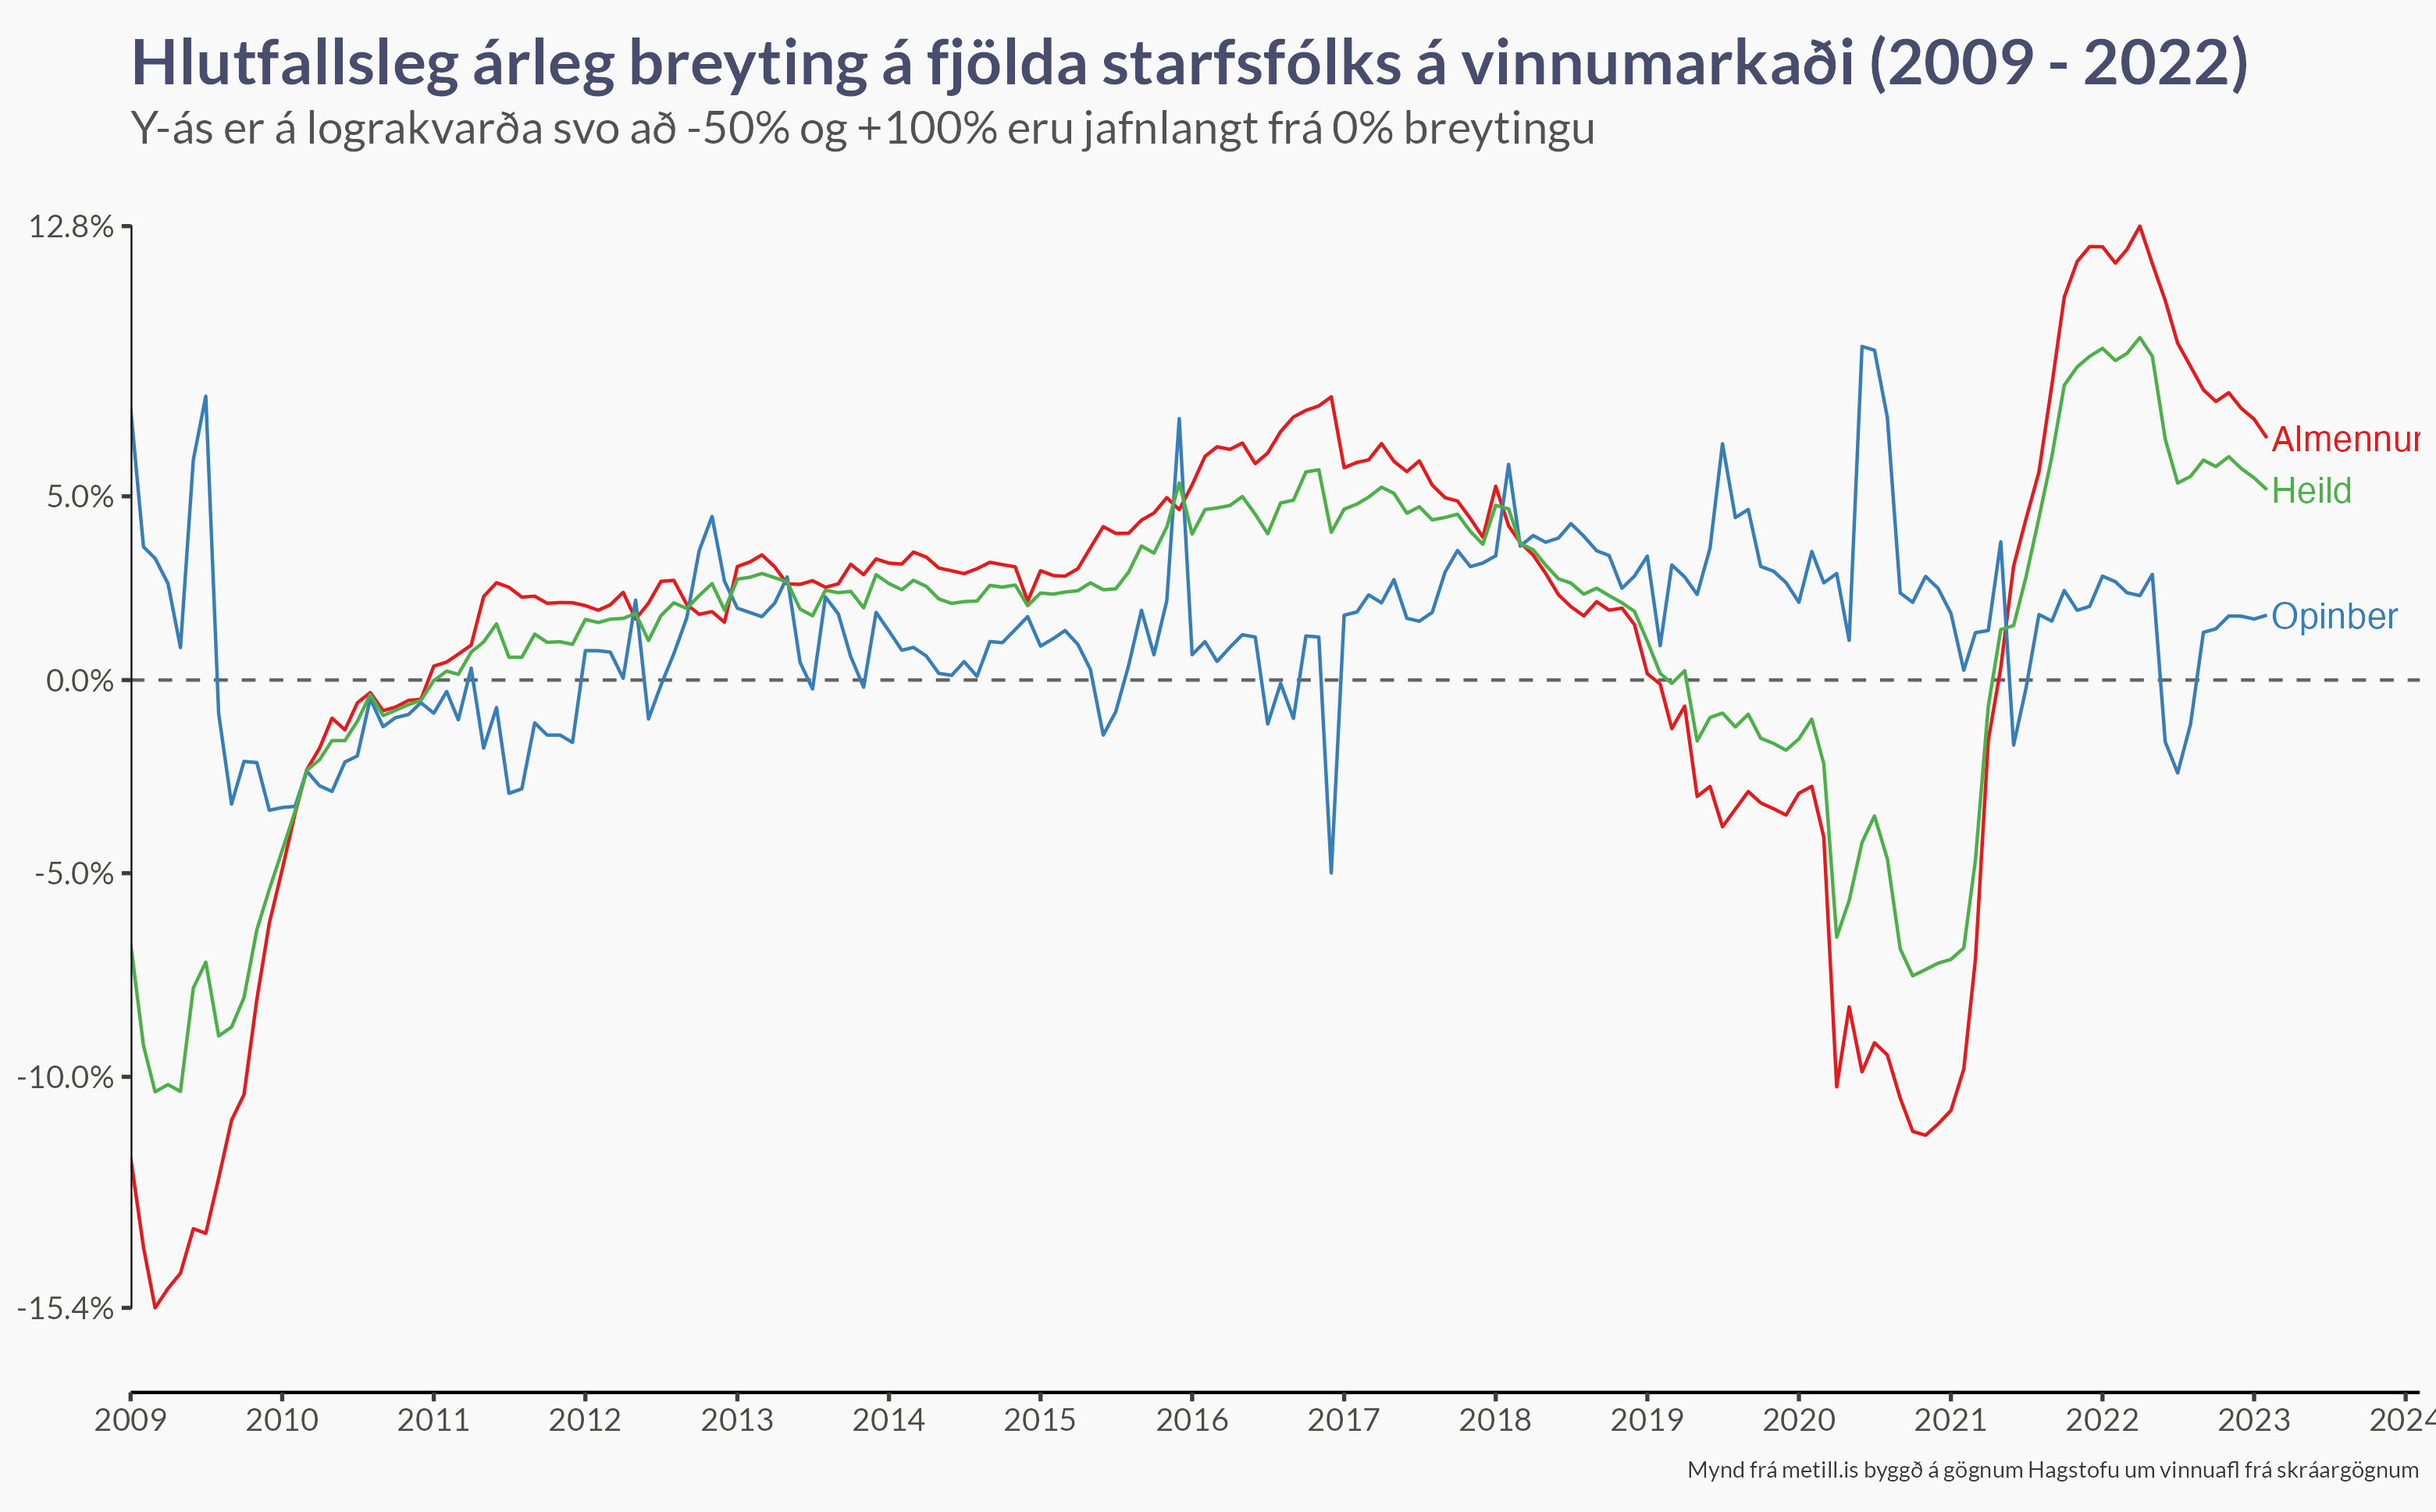 Hlutfallsleg árleg breyting á fjölda starfsfólks á vinnumarkaði (2009 - 2022)
Y-ás er á lograkvarða svo að -50% og +100% eru jafnlangt frá 0% breytingu
12.8%
5.0%
0.0%
-5.0%
-10.0%
-15.4%
Almennur
Heild
Opinber
2009 2010 2011 2012 2013 2014 2015 2016 2017 2018 2019 2020 2021 2022 2023 2024
Mynd frá metill.is byggð á gögnum Hagstofu um vinnuafl frá skráargögnum